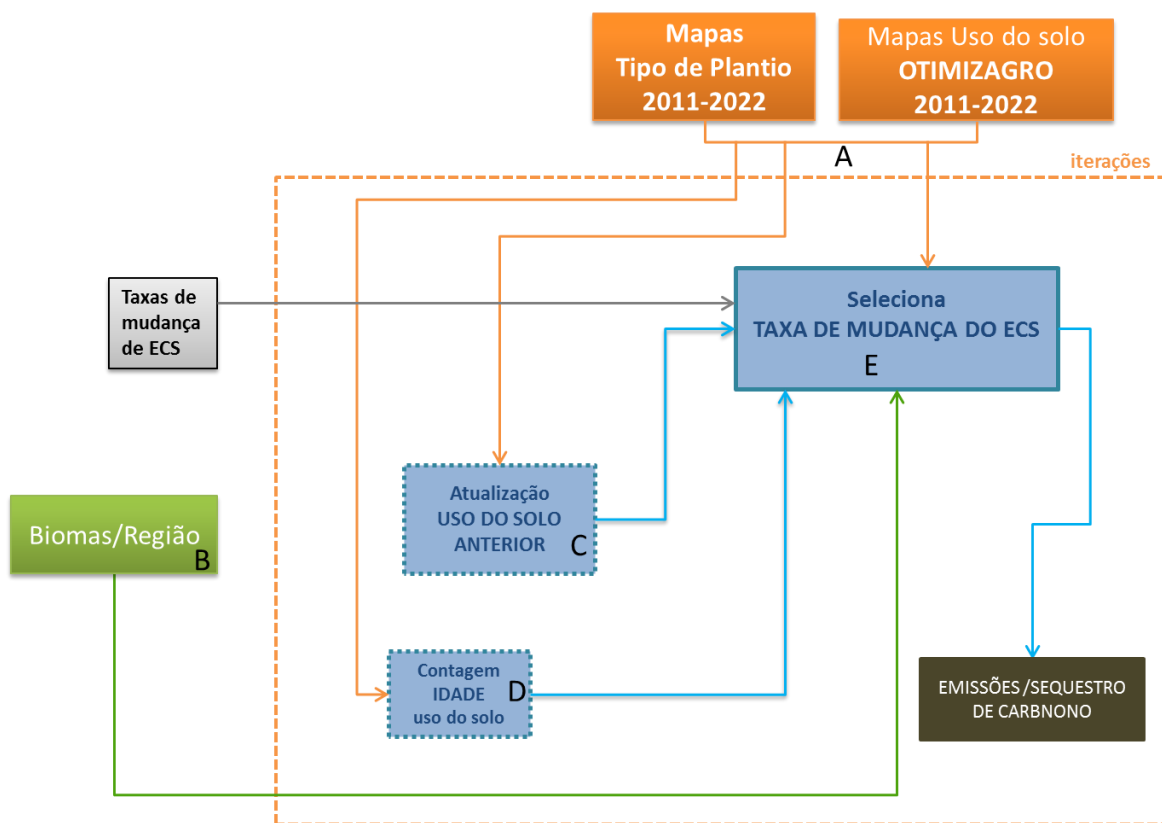 Mapas
Tipo de Plantio
2011-2022
Mapas Uso do solo
OTIMIZAGRO
2011-2022
A
iterações
Taxas de
mudança
de ECS
Seleciona
TAXA DE MUDANÇA DO ECS
E
Atualização
USO DO SOLO
ANTERIOR
C
Biomas/Região
B
Contagem
IDADE
uso do solo
D
EMISSÕES /SEQUESTRO
DE CARBNONO